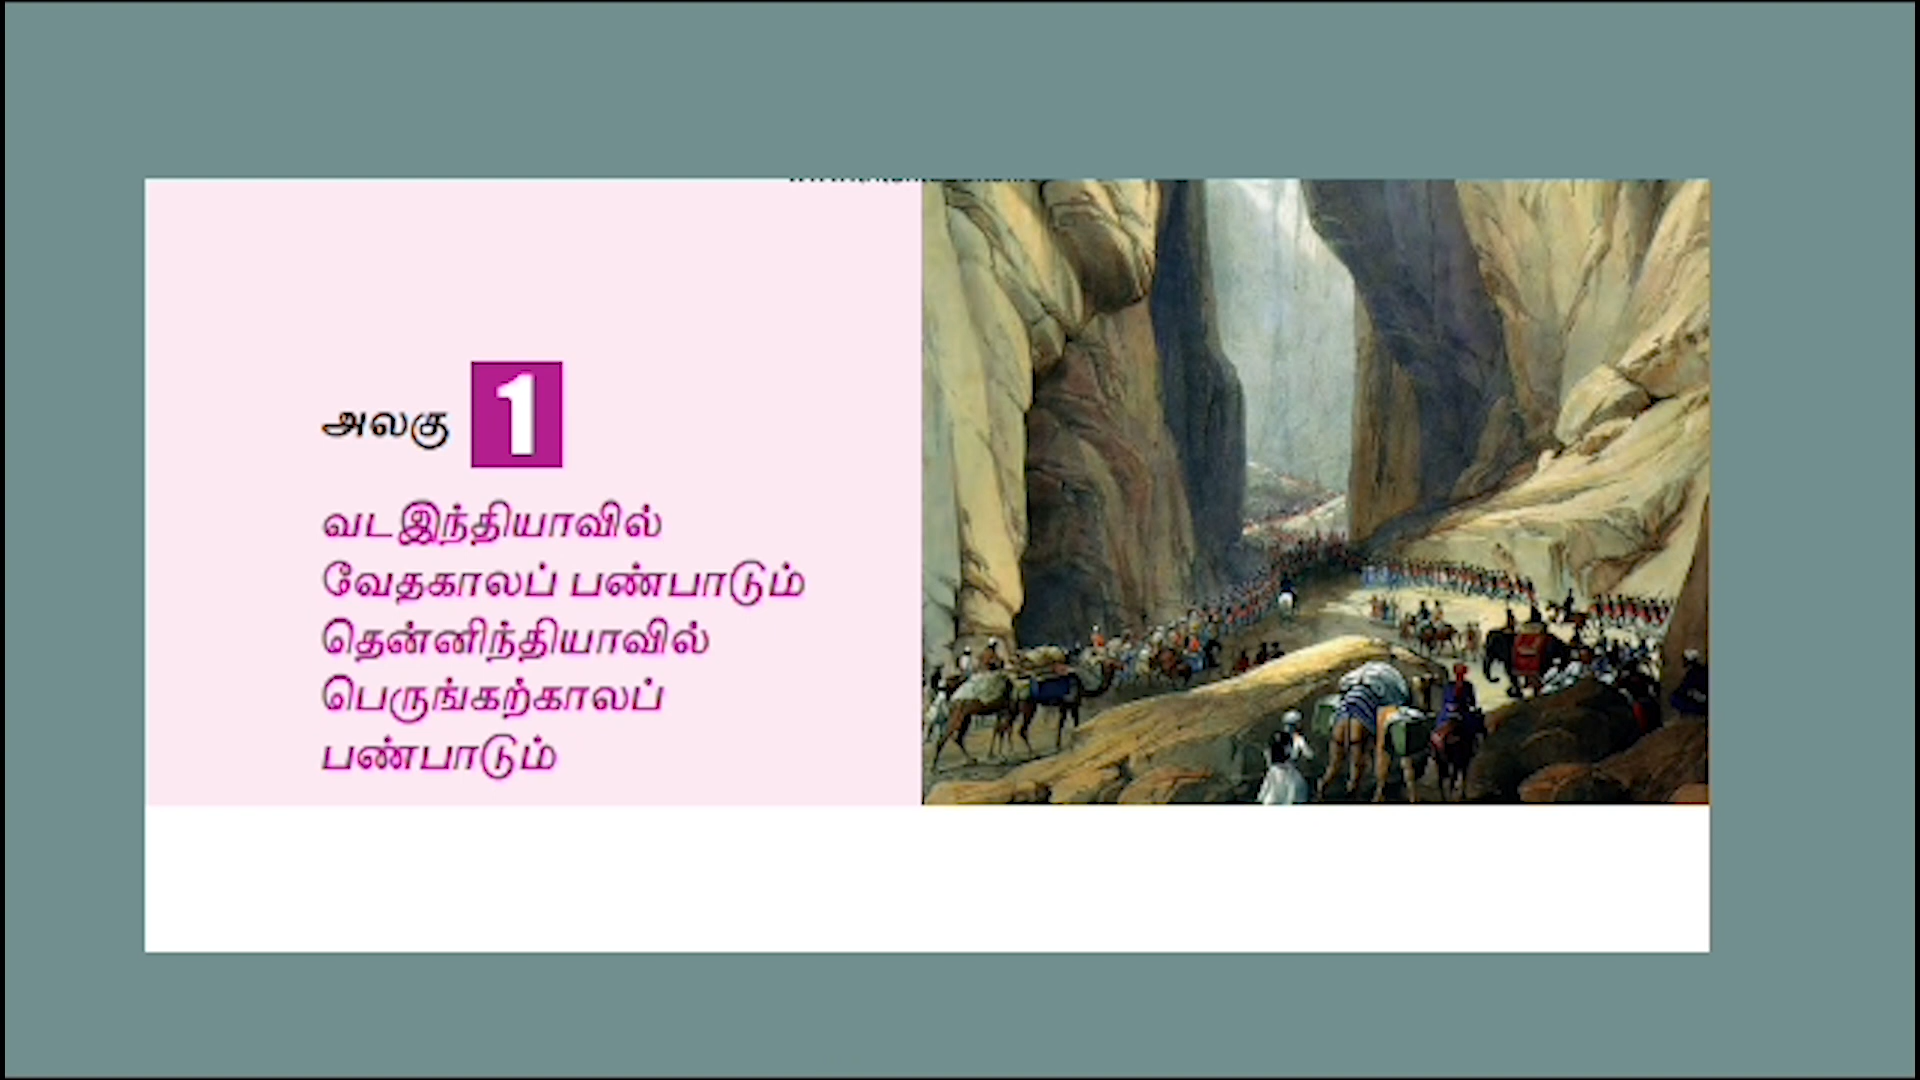 அலகு 1
வடஇந்தியாவில்
வேதகாலப் பண்பாடும்
தென்னிந்தியாவில்
பெருங்கற்காலப்
பண்பாடும்